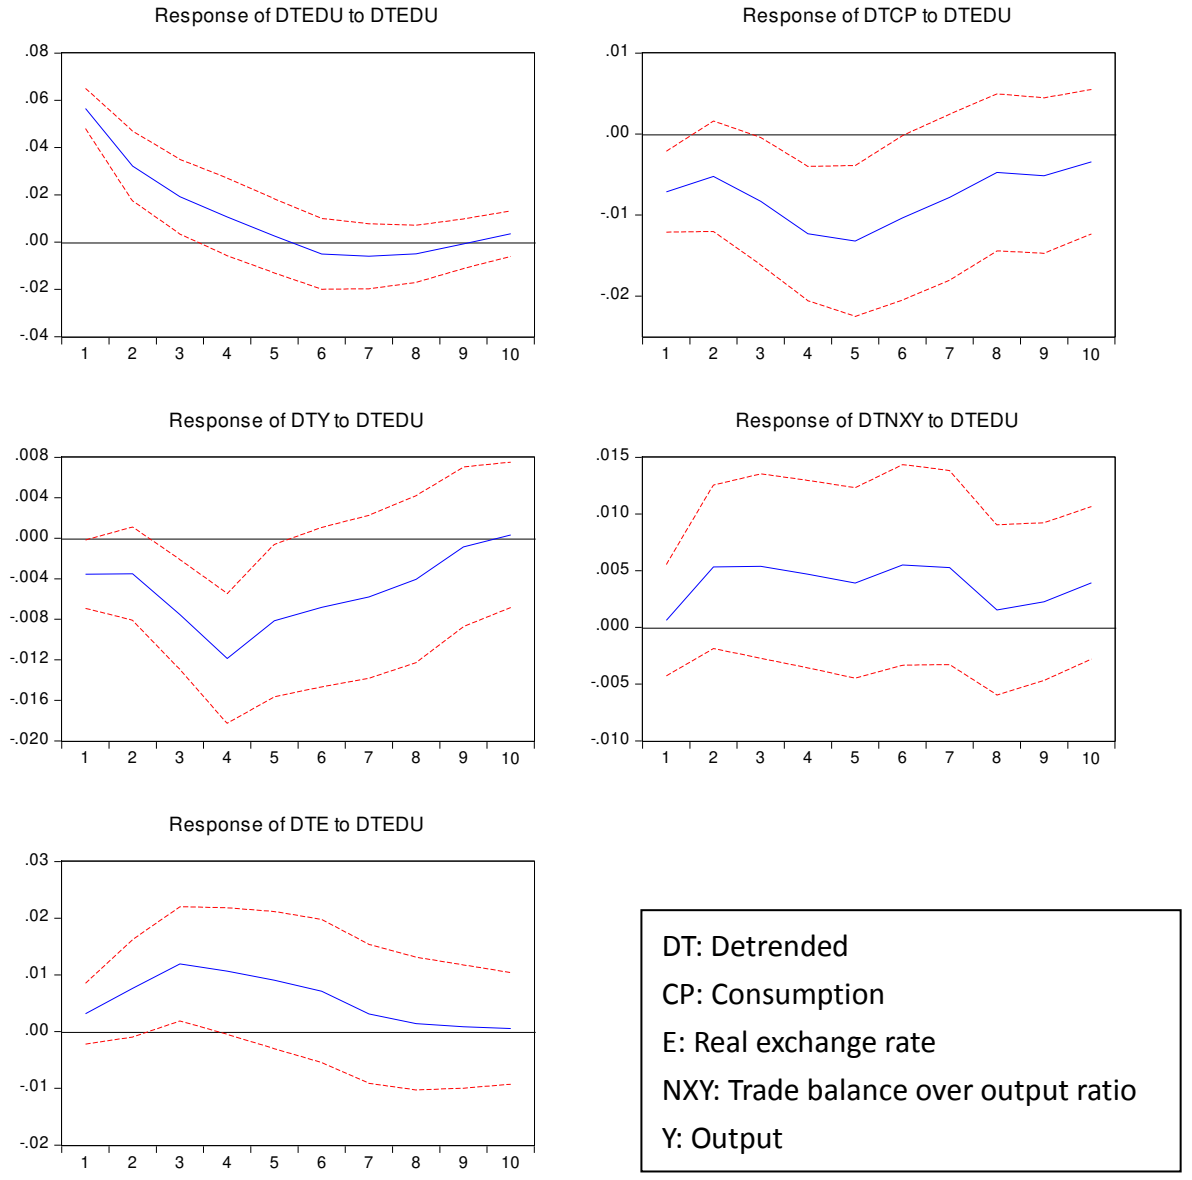 Response of DTEDU to DTEDU
.08
.06
.04
.02
.00
-.02
-.04
1 2 3 4 5 6 7 8 9 10
Response of DTCP to DTEDU
.01
.00
-.01
-.02
1 2 3 4 5 6 7 8 9 10
Response of DTY to DTEDU
.008
.004
.000
-.004
-.008
-.012
-.016
-.020
1 2 3 4 5 6 7 8 9 10
Response of DTNXY to DTEDU
.015
.010
.005
.000
-.005
-.010
1 2 3 4 5 6 7 8 9 10
Response of DTE to DTEDU
.03
.02
.01
.00
-.01
-.02
1 2 3 4 5 6 7 8 9 10
DT: Detrended
CP: Consumption
E: Real exchange rate
NXY: Trade balance over output ratio
Y: Output